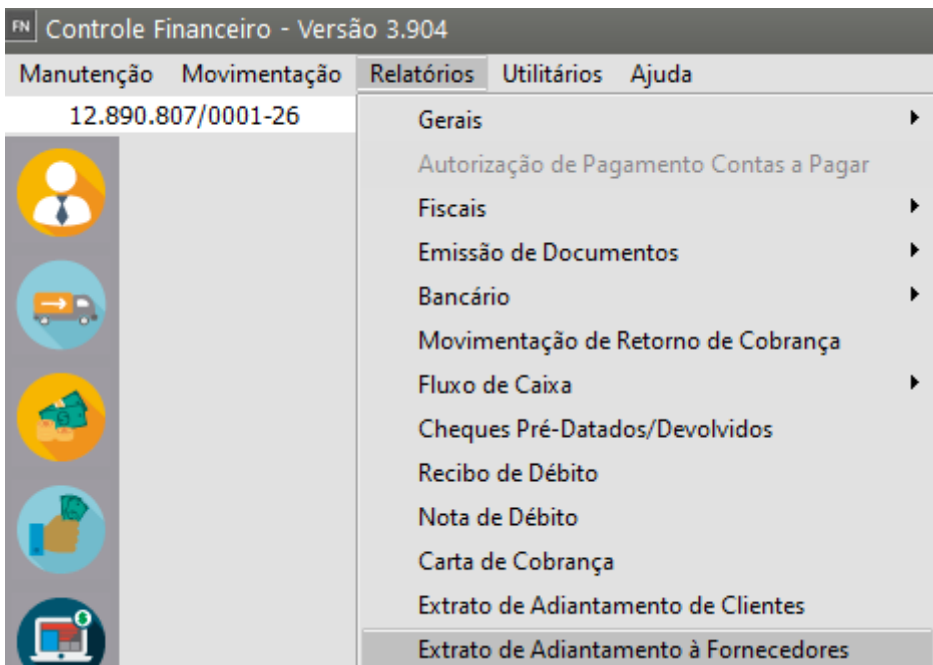 FN Controle Financeiro - Versão 3.904
Manutenção Movimentação Relatórios Utilitários Ajuda
12.890.807/0001-26
Gerais
Autorização de Pagamento Contas a Pagar
Fiscais
Emissão de Documentos
Bancário
Movimentação de Retorno de Cobrança
Fluxo de Caixa
Cheques Pré-Datados/Devolvidos
Recibo de Débito
Nota de Débito
Carta de Cobrança
Extrato de Adiantamento de Clientes
Extrato de Adiantamento à Fornecedores